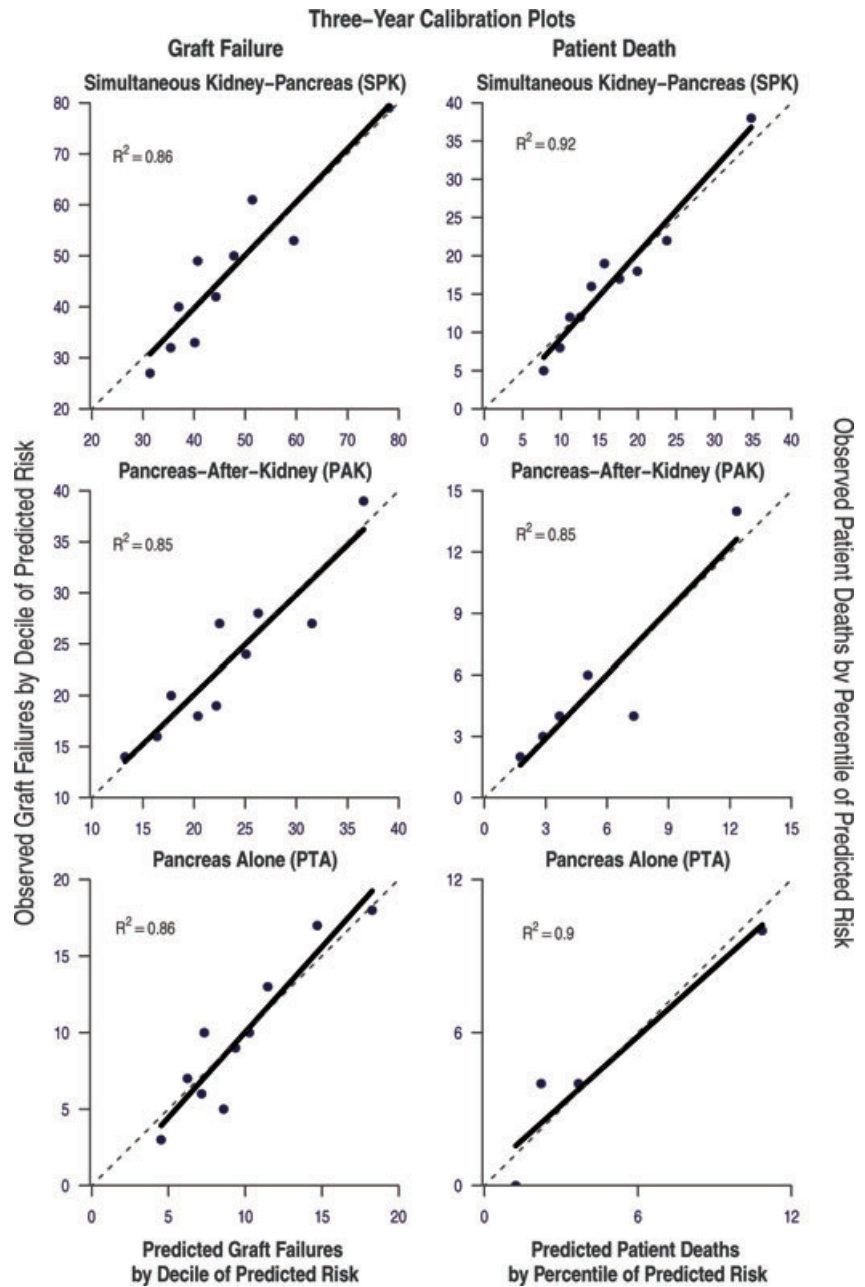 Three–Year Calibration Plots
Graft Failure
Patient Death
Simultaneous Kidney–Pancreas (SPK)
Simultaneous Kidney–Pancreas (SPK)
80
70
60
50
40
30
20
R² = 0.86
20 30 40 50 60 70 80
40
35
30
25
20
15
10
5
0
R² = 0.92
0 5 10 15 20 25 30 35 40
Observed Graft Failures by Decile of Predicted Risk
Observed Patient Deaths by Percentile of Predicted Risk
Pancreas–After–Kidney (PAK)
Pancreas–After–Kidney (PAK)
40
35
30
25
20
15
10
R² = 0.85
10 15 20 25 30 35 40
15
12
9
6
3
0
R² = 0.85
0 3 6 9 12 15
Pancreas Alone (PTA)
Pancreas Alone (PTA)
20
15
10
5
0
R² = 0.86
0 5 10 15 20
12
6
0
R² = 0.9
0 6 12
Predicted Graft Failures
by Decile of Predicted Risk
Predicted Patient Deaths
by Percentile of Predicted Risk